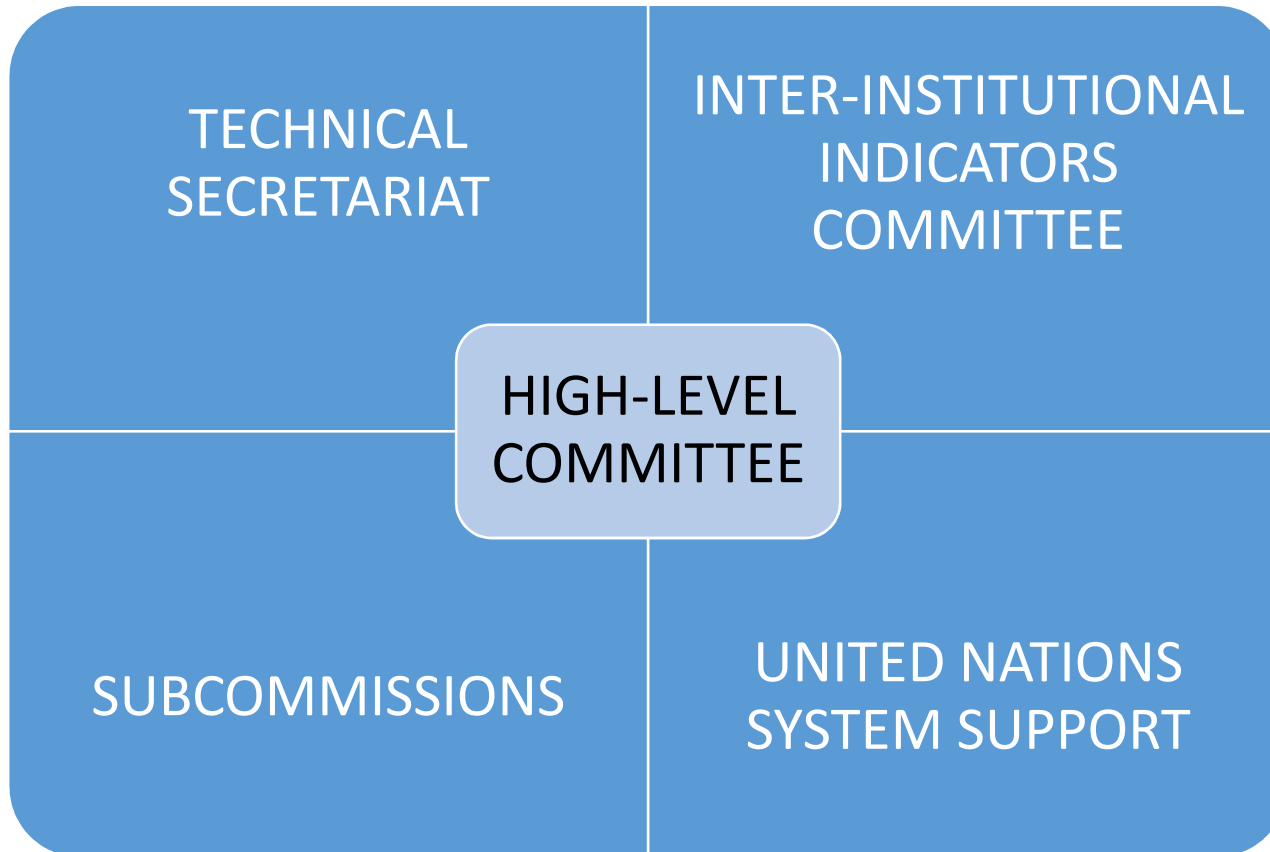 TECHNICAL
SECRETARIAT
INTER-INSTITUTIONAL
INDICATORS
COMMITTEE
HIGH-LEVEL
COMMITTEE
SUBCOMMISSIONS
UNITED NATIONS
SYSTEM SUPPORT